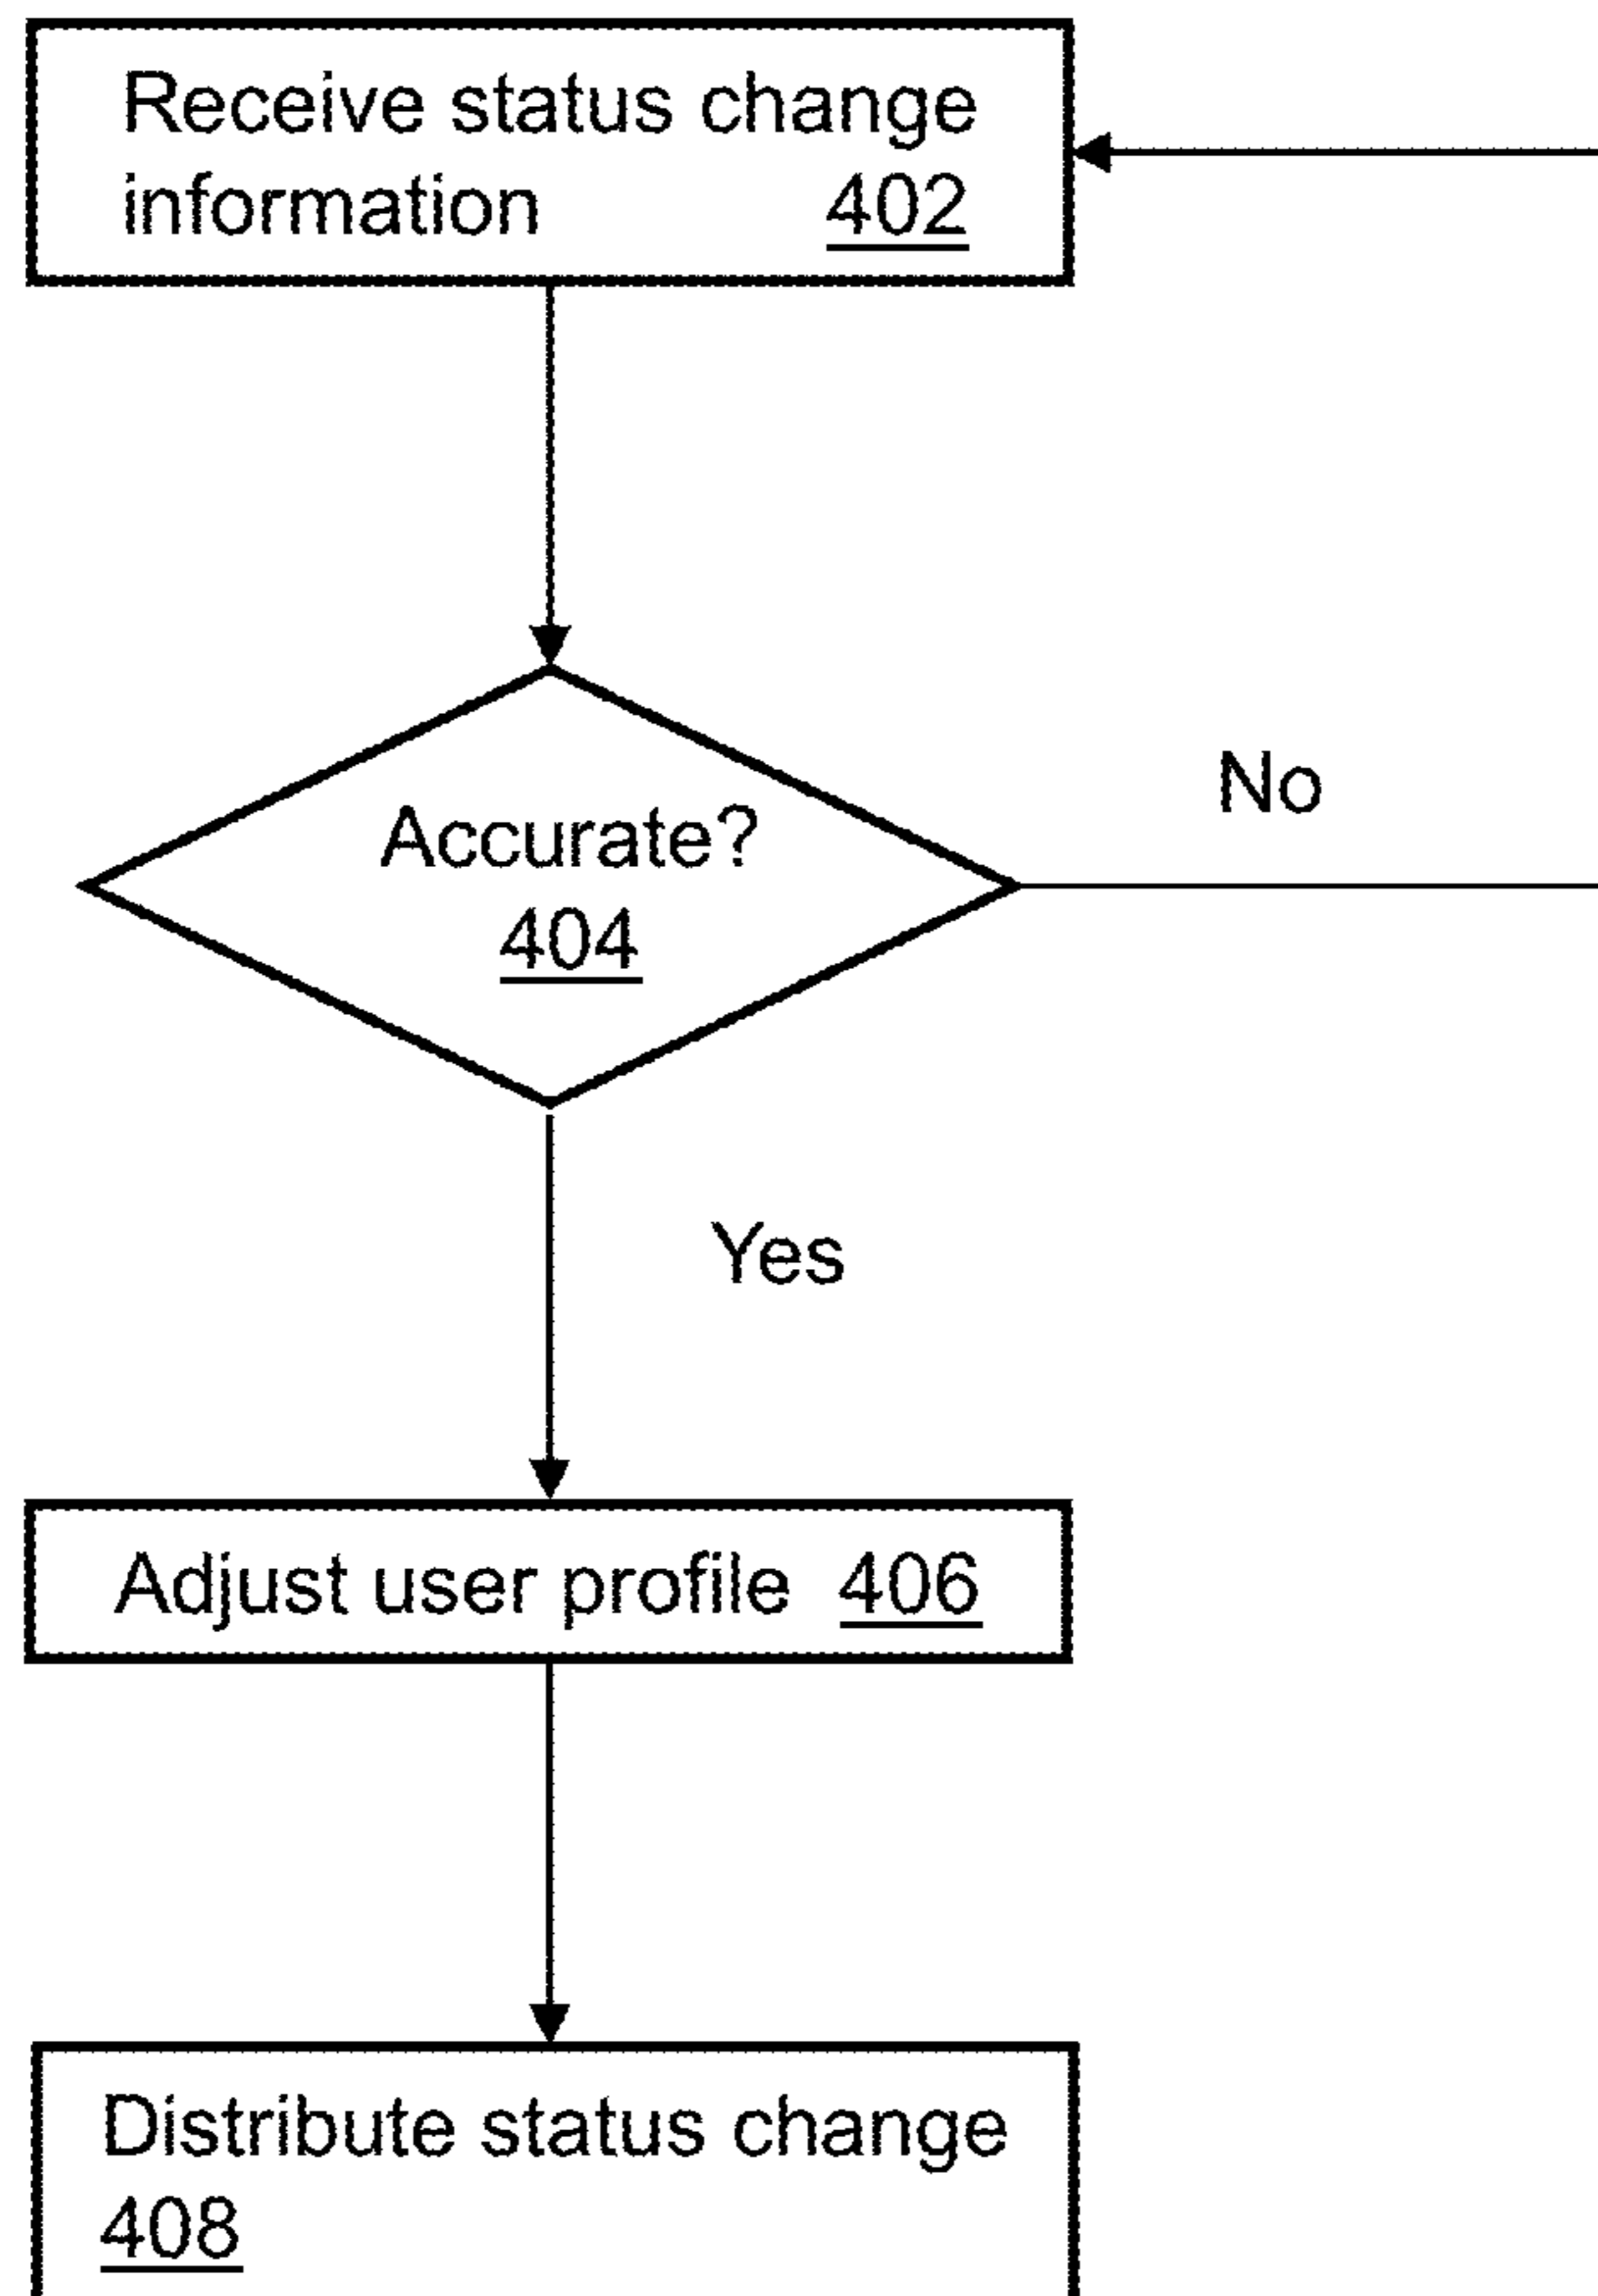 Receive status change
information 402
Accurate?
404
No
Yes
Adjust user profile 406
Distribute status change
408